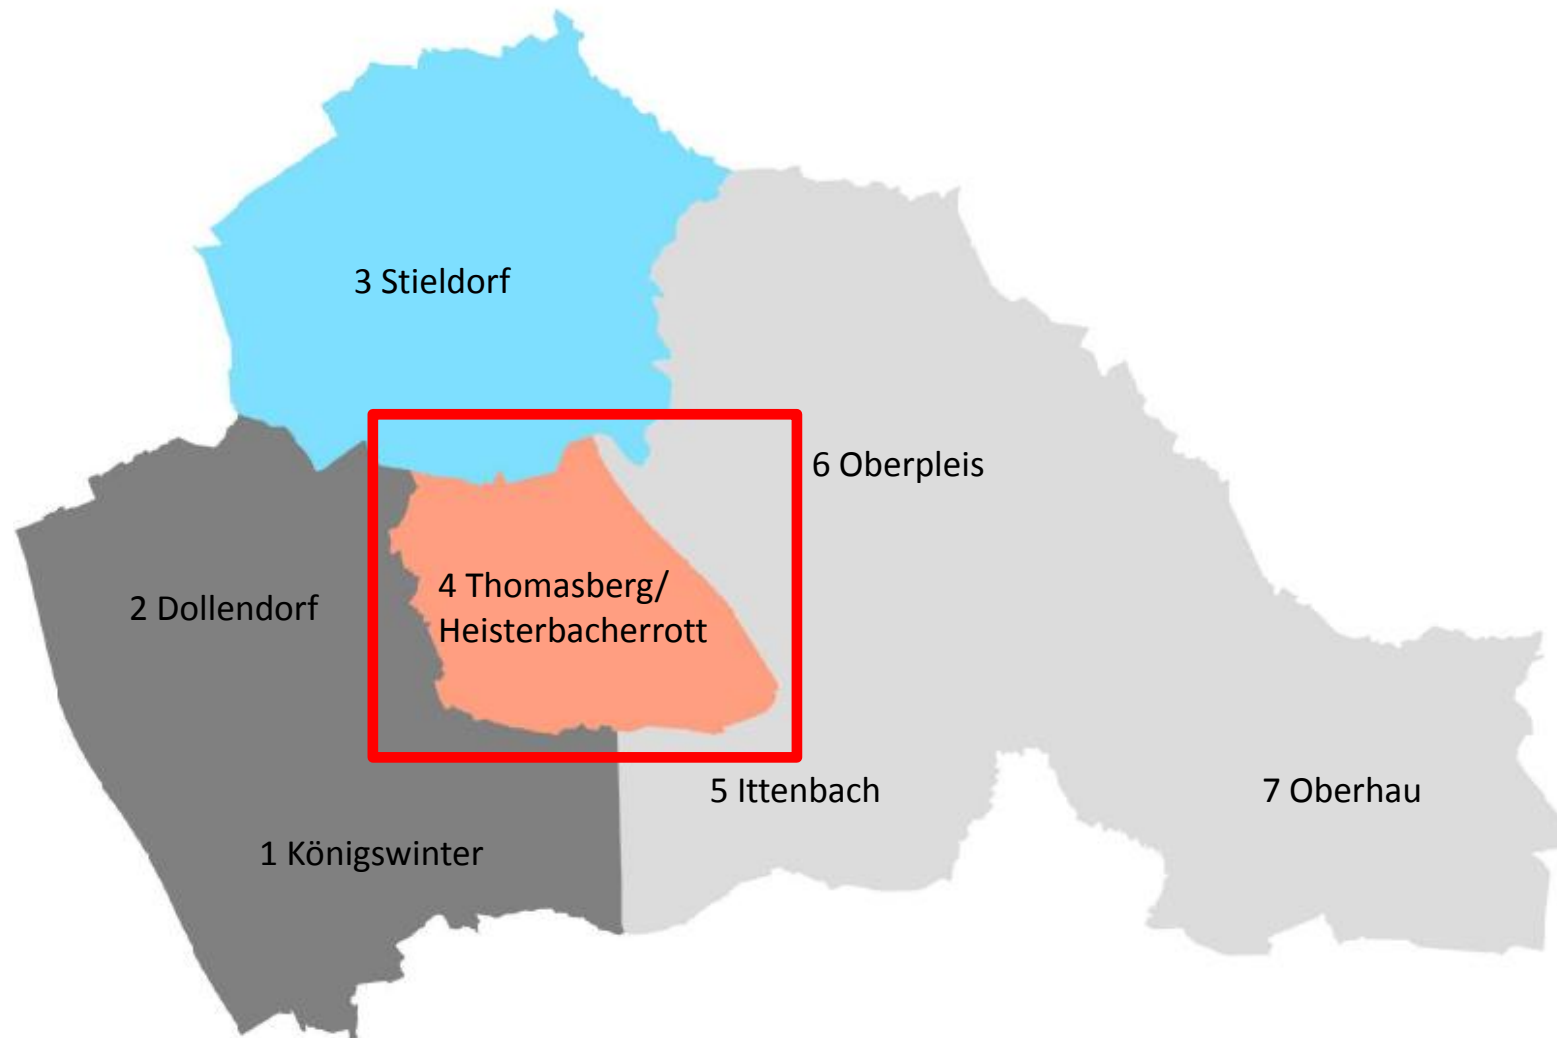 3 Stieldorf
6 Oberpleis
2 Dollendorf
4 Thomasberg/
Heisterbacherrott
5 Ittenbach
7 Oberhau
1 Königswinter